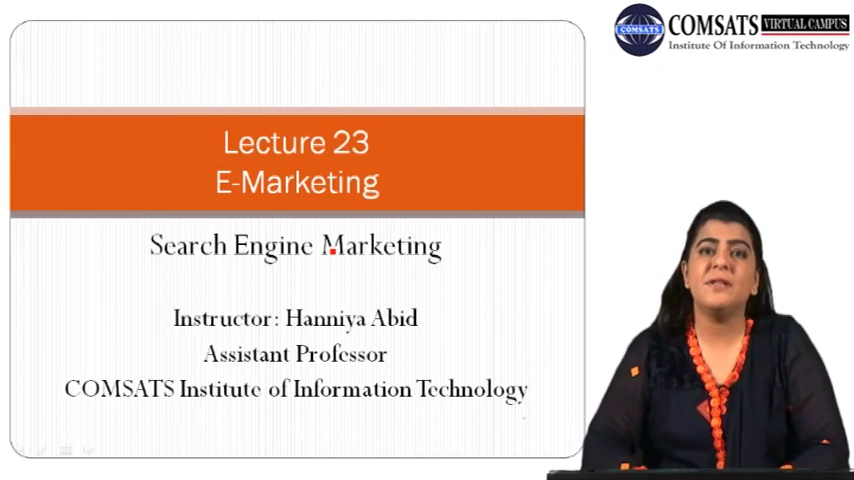 COMSATS VIRTUAL CAMPUS
COMSATS Institute Of Information Technology
Lecture 23
E-Marketing
Search Engine Marketing
Instructor: Hanniya Abid
Assistant Professor
COMSATS Institute of Information Technology